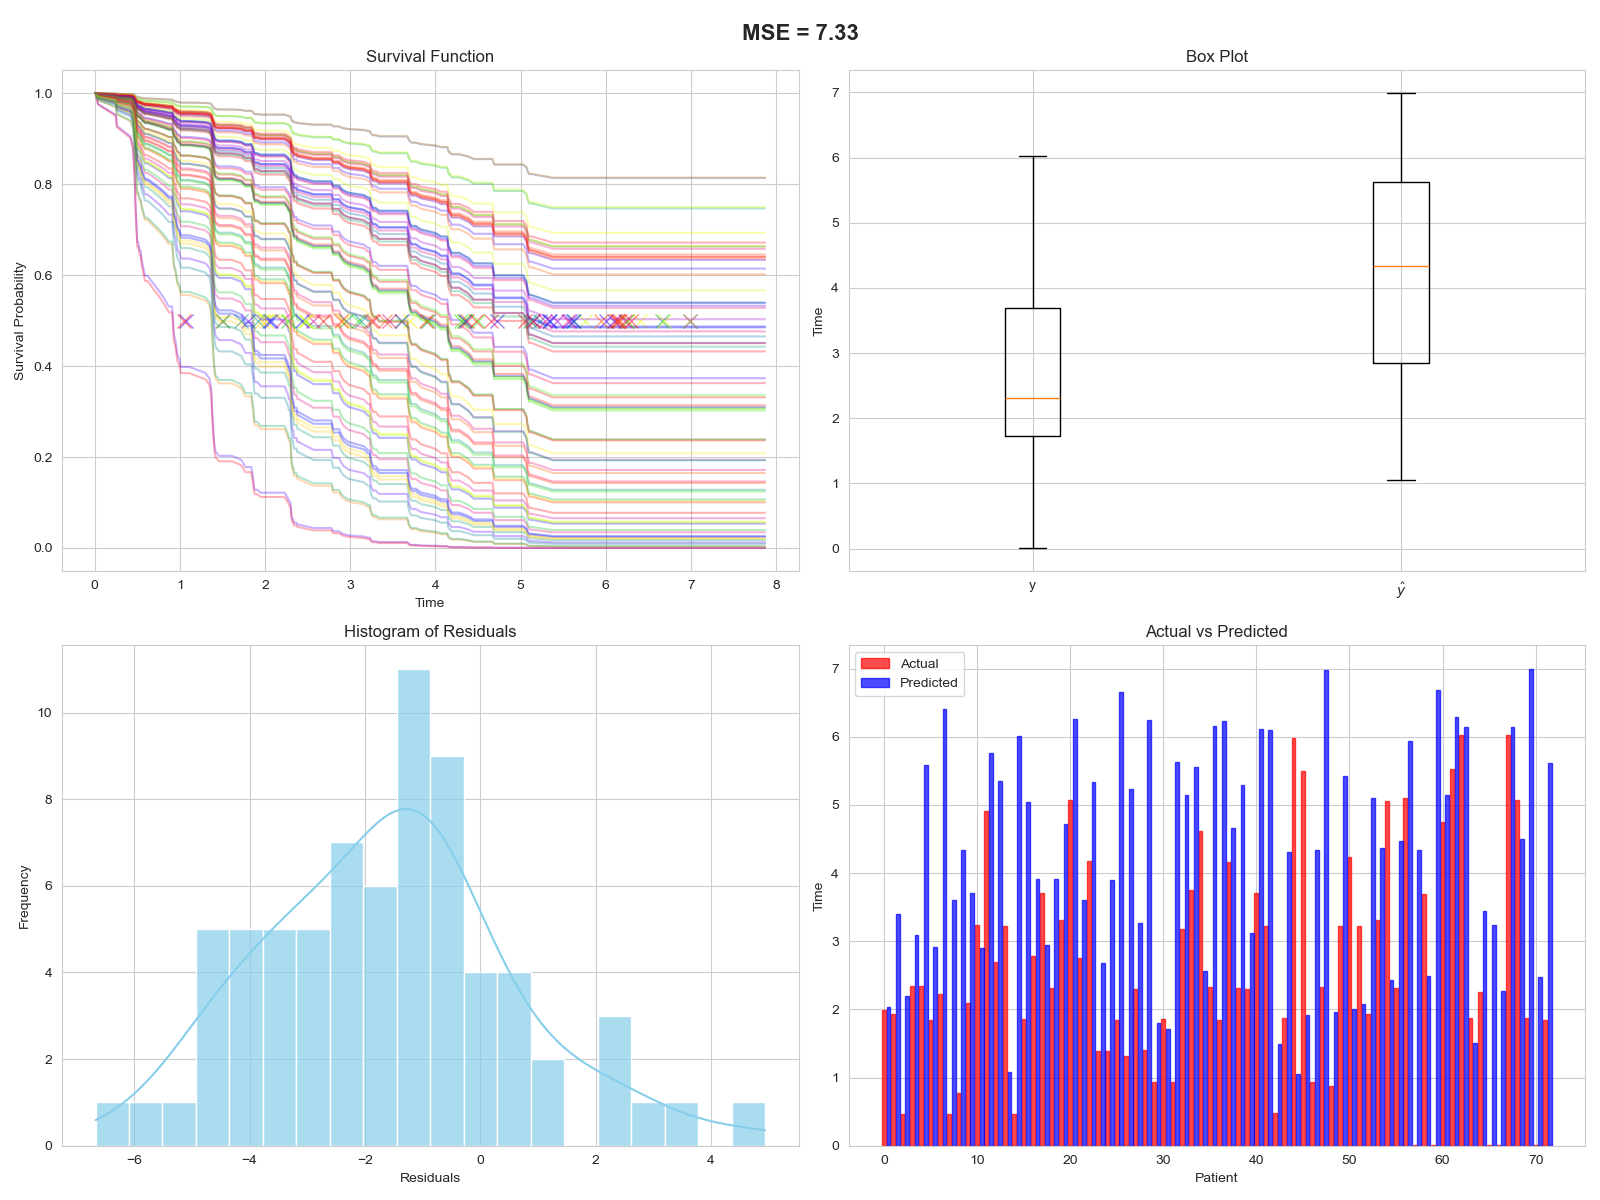 MSE = 7.33
Survival Function
Survival Probability
1.0
0.8
0.6
0.4
0.2
0.0
0 1 2 3 4 5 6 7 8
Time
Box Plot
Time
7
6
5
4
3
2
1
0
y ŷ
Histogram of Residuals
Frequency
10
8
6
4
2
0
−6 −4 −2 0 2 4
Residuals
Actual vs Predicted
Actual
Predicted
Time
7
6
5
4
3
2
1
0
0 10 20 30 40 50 60 70
Patient